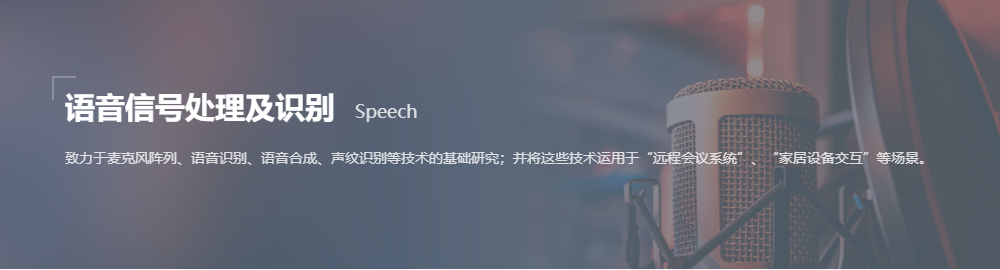 语音信号处理及识别 Speech
致力于麦克风阵列、语音识别、语音合成、声纹识别等技术的基础研究；并将这些技术运用于“远程会议系统”、“家居设备交互”等场景。